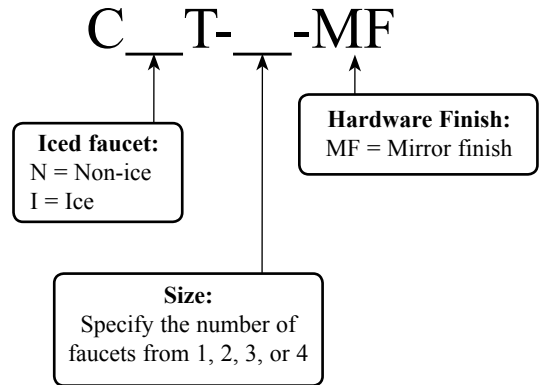 C__T-__-MF
Iced faucet:
N = Non-ice
I = Ice
Hardware Finish:
MF = Mirror finish
Size:
Specify the number of
faucets from 1, 2, 3, or 4